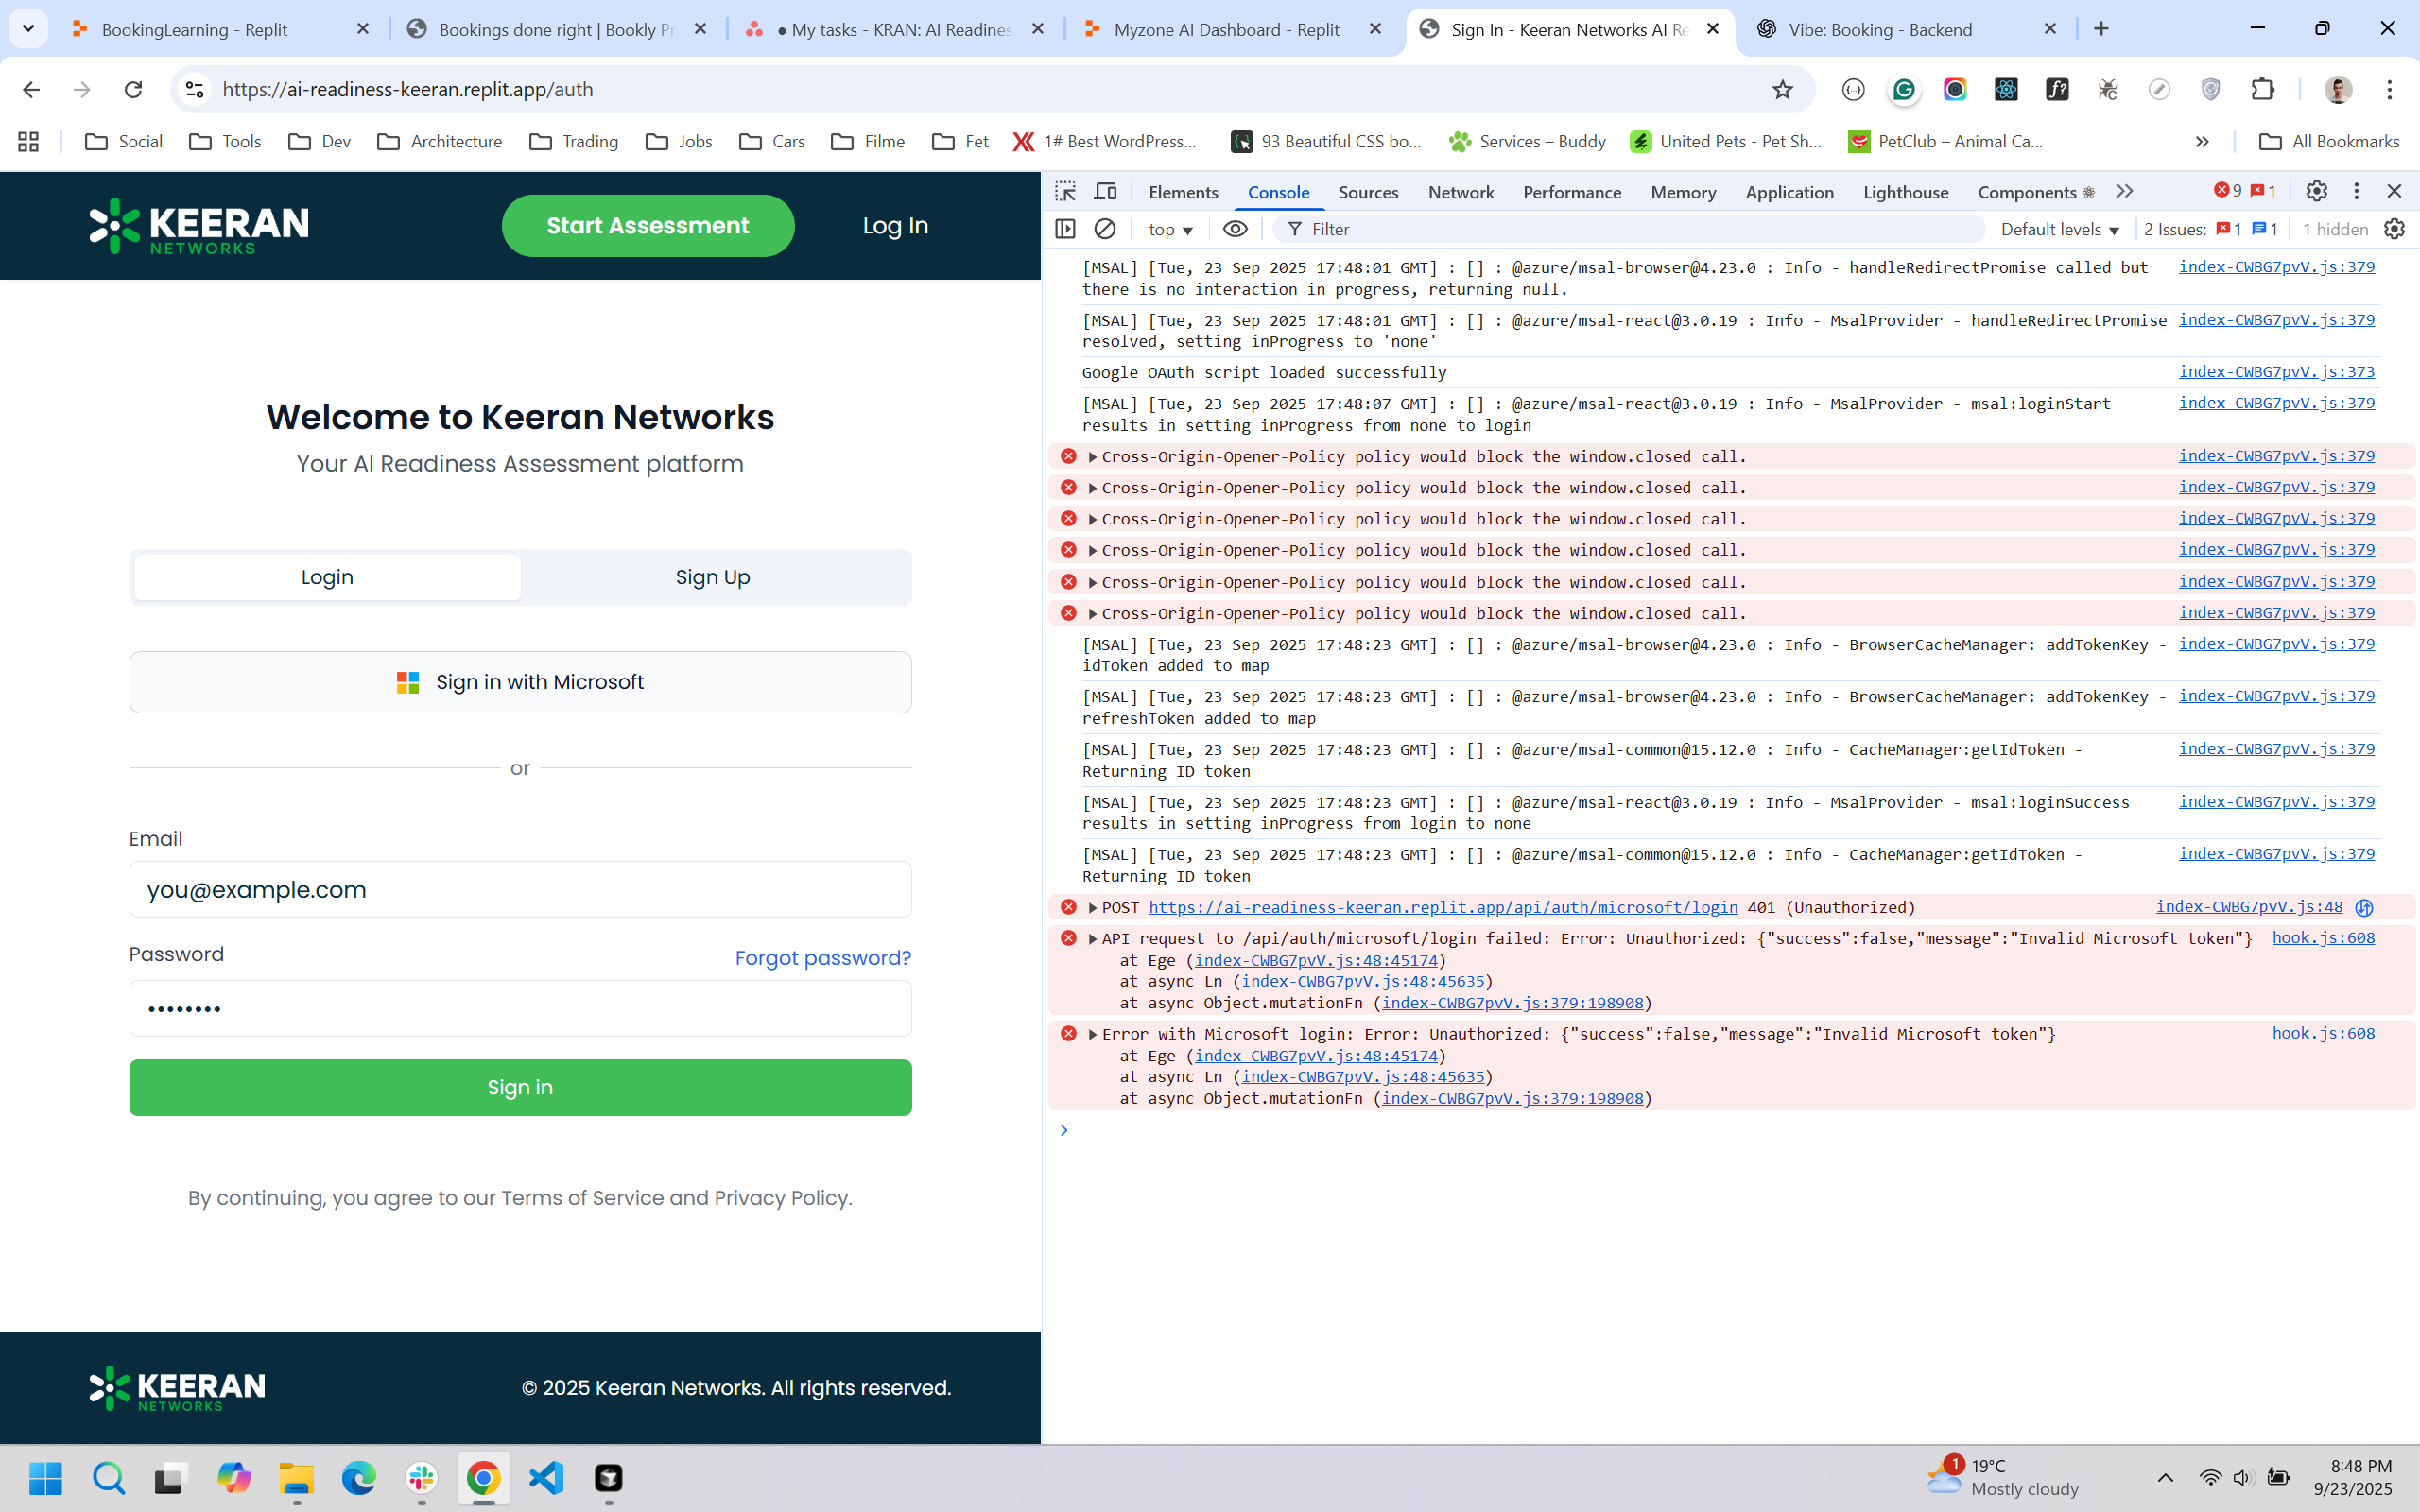 BookingLearning - Replit
Bookings done right | Bookly Pr
● My tasks - KRAN: AI Readines
Myzone AI Dashboard - Replit
Sign In - Keeran Networks AI Re
Vibe: Booking - Backend
https://ai-readiness-keeran.replit.app/auth
Social
Tools
Dev
Architecture
Trading
Jobs
Cars
Filme
Fet
1# Best WordPress...
93 Beautiful CSS bo...
Services – Buddy
United Pets - Pet Sh...
PetClub – Animal Ca...
All Bookmarks
KEERAN
NETWORKS
Start Assessment
Log In
Welcome to Keeran Networks
Your AI Readiness Assessment platform
Login
Sign Up
Sign in with Microsoft
or
Email
you@example.com
Password
Forgot password?
••••••••
Sign in
By continuing, you agree to our Terms of Service and Privacy Policy.
KEERAN
NETWORKS
© 2025 Keeran Networks. All rights reserved.
Elements
Console
Sources
Network
Performance
Memory
Application
Lighthouse
Components
9
1
top
Filter
Default levels
2 Issues: 1 1
1 hidden
[MSAL] [Tue, 23 Sep 2025 17:48:01 GMT] : [] : @azure/msal-browser@4.23.0 : Info - handleRedirectPromise called but index-CWBG7pvV.js:379
there is no interaction in progress, returning null.
[MSAL] [Tue, 23 Sep 2025 17:48:01 GMT] : [] : @azure/msal-react@3.0.19 : Info - MsalProvider - handleRedirectPromise index-CWBG7pvV.js:379
resolved, setting inProgress to 'none'
Google OAuth script loaded successfully index-CWBG7pvV.js:373
[MSAL] [Tue, 23 Sep 2025 17:48:07 GMT] : [] : @azure/msal-react@3.0.19 : Info - MsalProvider - msal:loginStart index-CWBG7pvV.js:379
results in setting inProgress from none to login
Cross-Origin-Opener-Policy policy would block the window.closed call. index-CWBG7pvV.js:379
Cross-Origin-Opener-Policy policy would block the window.closed call. index-CWBG7pvV.js:379
Cross-Origin-Opener-Policy policy would block the window.closed call. index-CWBG7pvV.js:379
Cross-Origin-Opener-Policy policy would block the window.closed call. index-CWBG7pvV.js:379
Cross-Origin-Opener-Policy policy would block the window.closed call. index-CWBG7pvV.js:379
Cross-Origin-Opener-Policy policy would block the window.closed call. index-CWBG7pvV.js:379
[MSAL] [Tue, 23 Sep 2025 17:48:23 GMT] : [] : @azure/msal-browser@4.23.0 : Info - BrowserCacheManager: addTokenKey - index-CWBG7pvV.js:379
idToken added to map
[MSAL] [Tue, 23 Sep 2025 17:48:23 GMT] : [] : @azure/msal-browser@4.23.0 : Info - BrowserCacheManager: addTokenKey - index-CWBG7pvV.js:379
refreshToken added to map
[MSAL] [Tue, 23 Sep 2025 17:48:23 GMT] : [] : @azure/msal-common@15.12.0 : Info - CacheManager:getIdToken - index-CWBG7pvV.js:379
Returning ID token
[MSAL] [Tue, 23 Sep 2025 17:48:23 GMT] : [] : @azure/msal-react@3.0.19 : Info - MsalProvider - msal:loginSuccess index-CWBG7pvV.js:379
results in setting inProgress from login to none
[MSAL] [Tue, 23 Sep 2025 17:48:23 GMT] : [] : @azure/msal-common@15.12.0 : Info - CacheManager:getIdToken - index-CWBG7pvV.js:379
Returning ID token
POST https://ai-readiness-keeran.replit.app/api/auth/microsoft/login 401 (Unauthorized) index-CWBG7pvV.js:48
API request to /api/auth/microsoft/login failed: Error: Unauthorized: {"success":false,"message":"Invalid Microsoft token"} hook.js:608
at Ege (index-CWBG7pvV.js:48:45174)
at async Ln (index-CWBG7pvV.js:48:45635)
at async Object.mutationFn (index-CWBG7pvV.js:379:198908)
Error with Microsoft login: Error: Unauthorized: {"success":false,"message":"Invalid Microsoft token"} hook.js:608
at Ege (index-CWBG7pvV.js:48:45174)
at async Ln (index-CWBG7pvV.js:48:45635)
at async Object.mutationFn (index-CWBG7pvV.js:379:198908)
1
19°C
Mostly cloudy
8:48 PM
9/23/2025